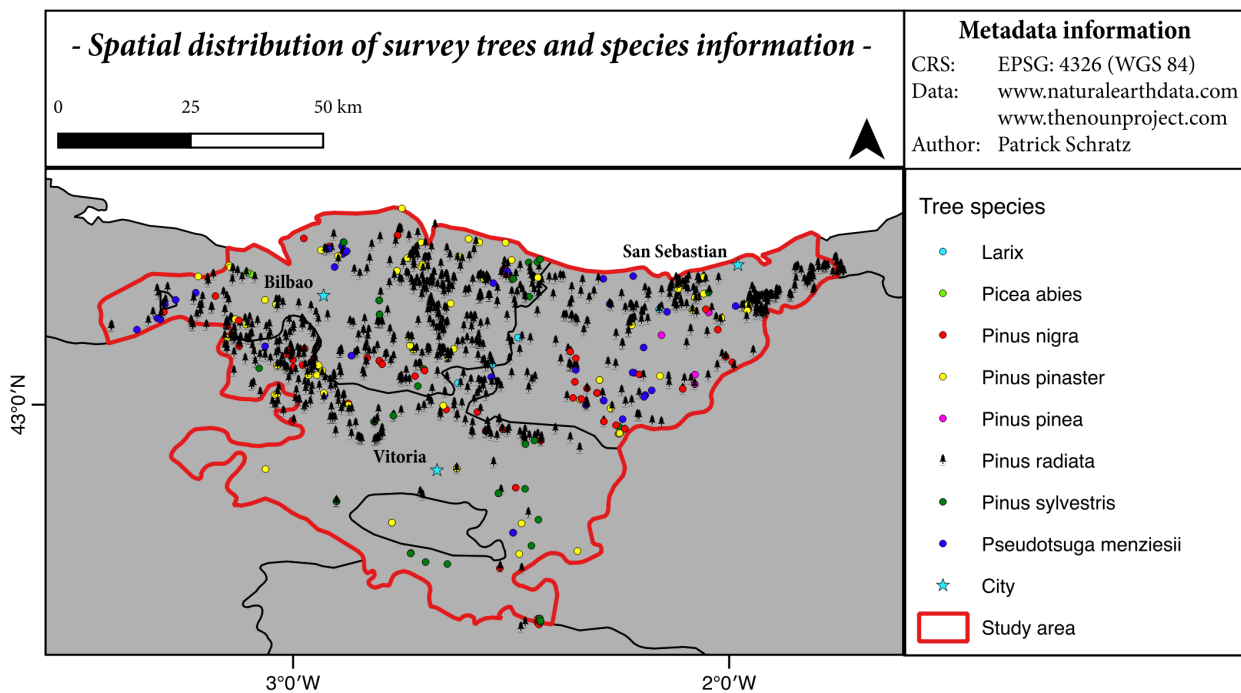 - Spatial distribution of survey trees and species information -
0 25 50 km
Metadata information
CRS: EPSG: 4326 (WGS 84)
Data: www.naturalearthdata.com
www.thenounproject.com
Author: Patrick Schratz
San Sebastian
Bilbao
Vitoria
43°0′N
3°0′W 2°0′W
Tree species
Larix
Picea abies
Pinus nigra
Pinus pinaster
Pinus pinea
Pinus radiata
Pinus sylvestris
Pseudotsuga menziesii
City
Study area